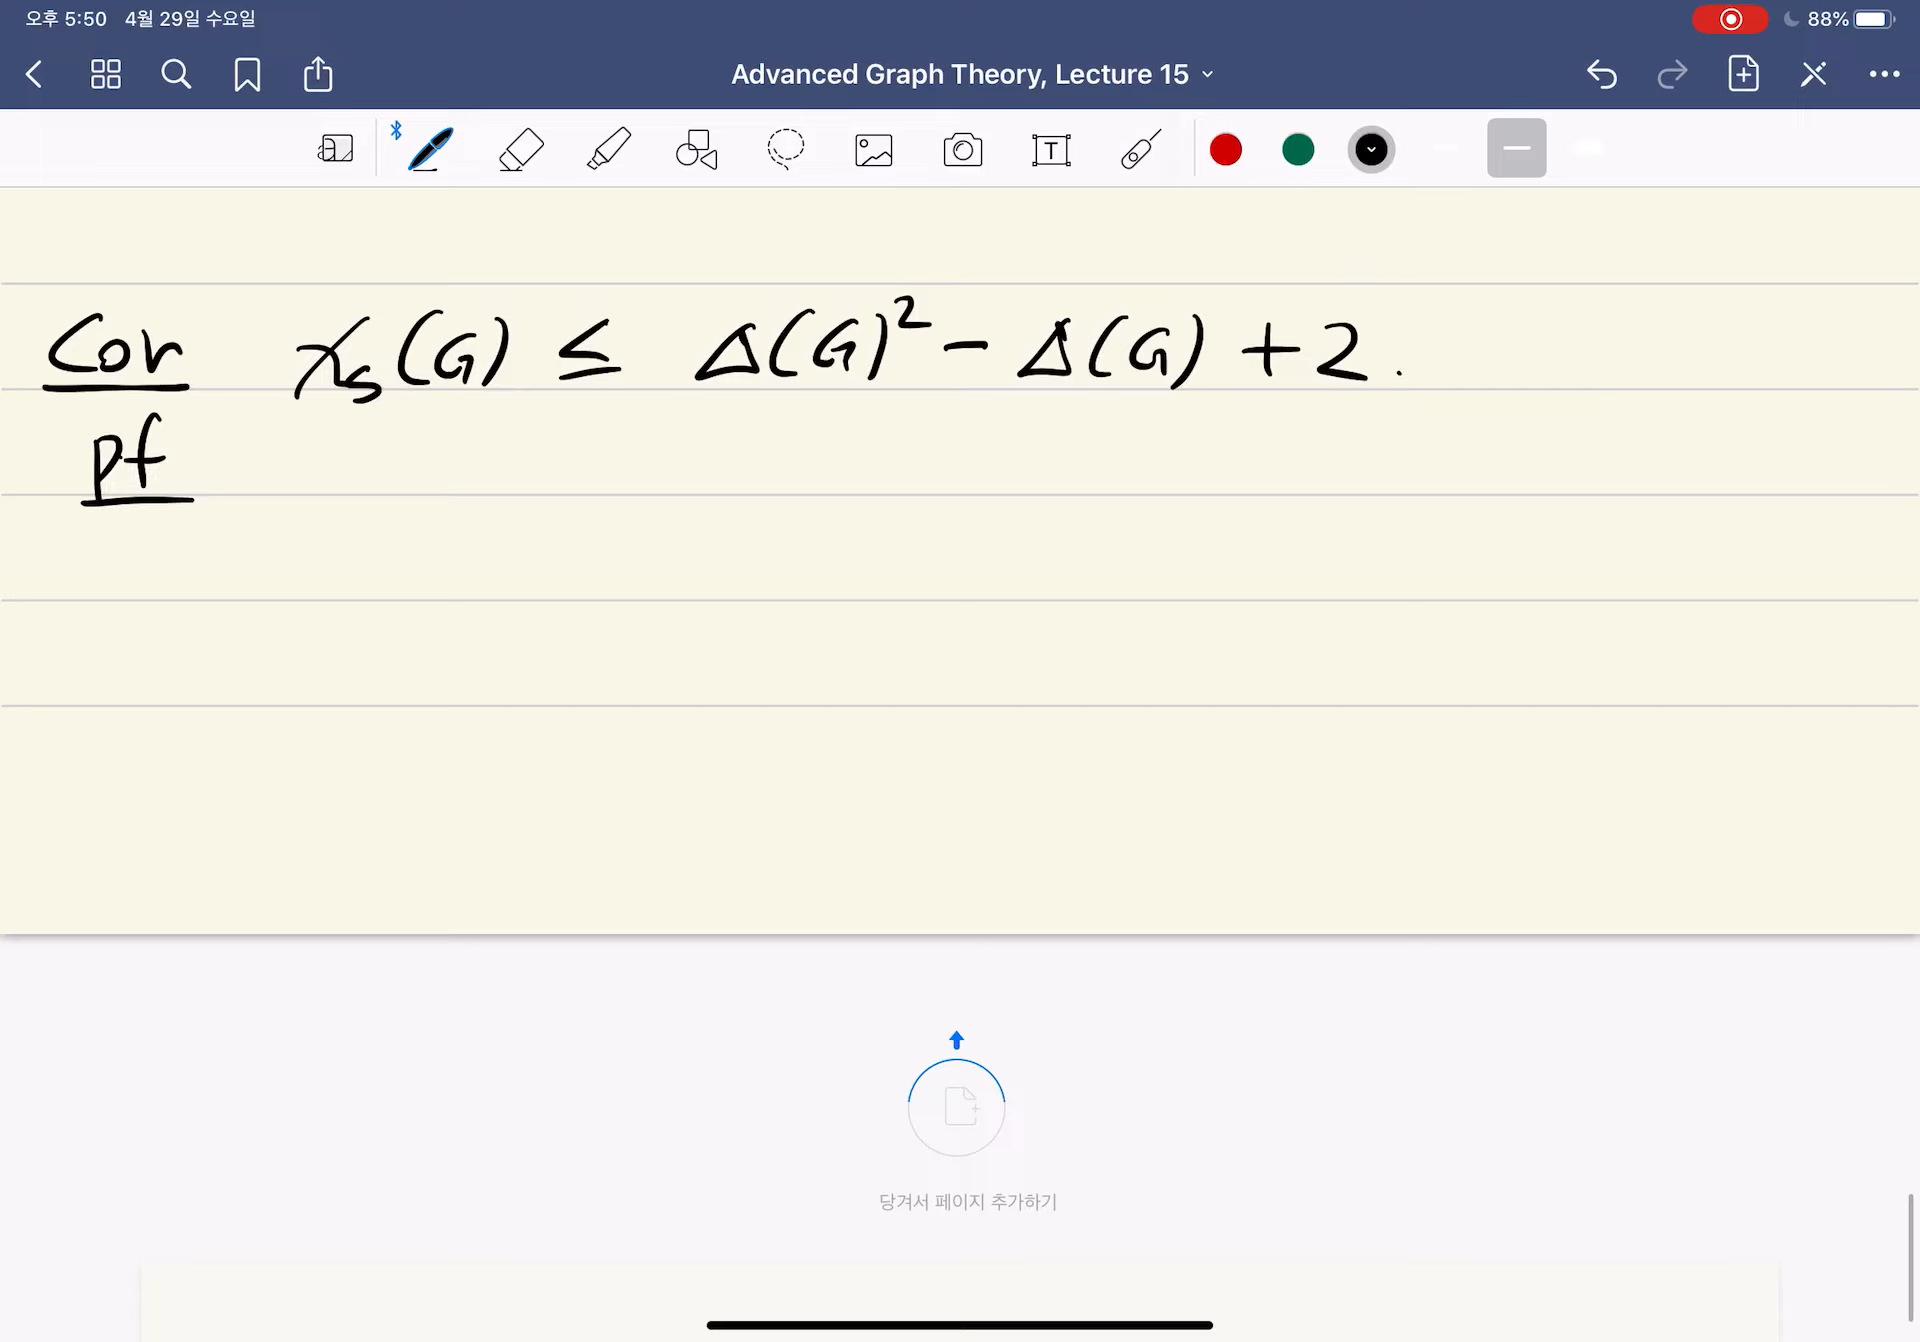 오후 5:50 4월 29일 수요일 88%
Advanced Graph Theory, Lecture 15
Cor χₛ(G) ≤ Δ(G)² - Δ(G) + 2.
pf
당겨서 페이지 추가하기